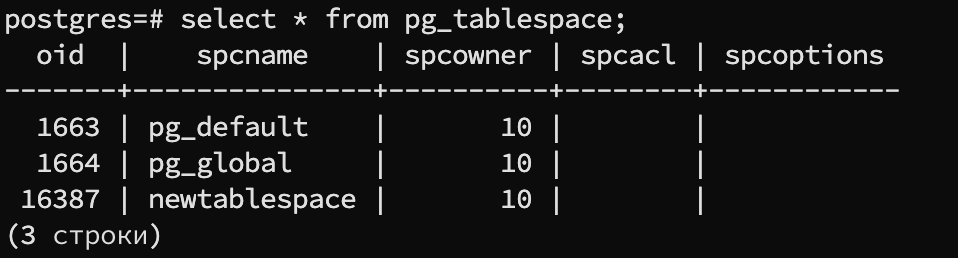 postgres=# select * from pg_tablespace;
  oid  |    spcname    | spcowner | spcacl | spcoptions
-------+---------------+----------+--------+------------
  1663 | pg_default    |       10 |        |
  1664 | pg_global     |       10 |        |
 16387 | newtablespace |       10 |        |
(3 строки)